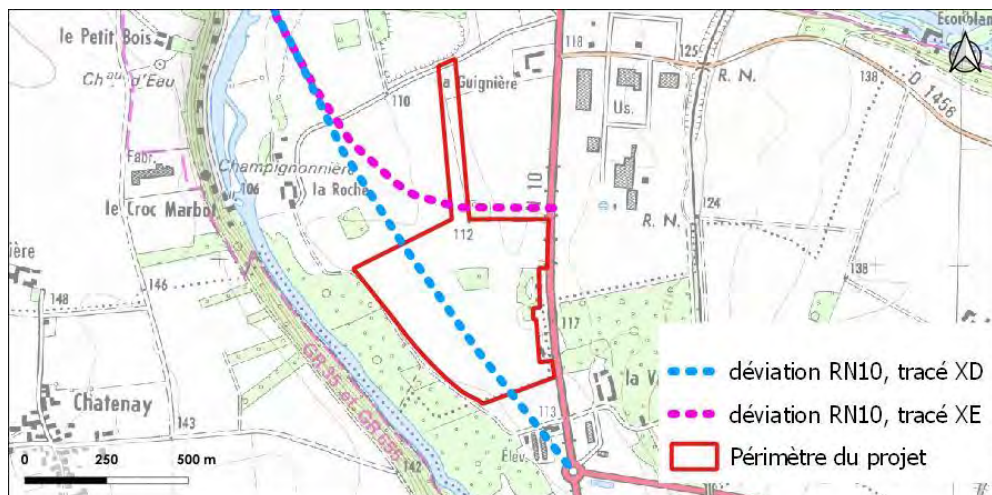 le Petit Bois
Ch.au d'Eau
Fabr.
106
le Croc Marbot
Champignonnière
la Roche
110
a Guignière
118
125
R. N.
Us.
138
D 1456
N 10
R. N.
124
112
138
ière
148
146
117
GR 35 et GR 655
Chatenay
143
142
113
Élev.
la V
0 250 500 m
déviation RN10, tracé XD
déviation RN10, tracé XE
Périmètre du projet